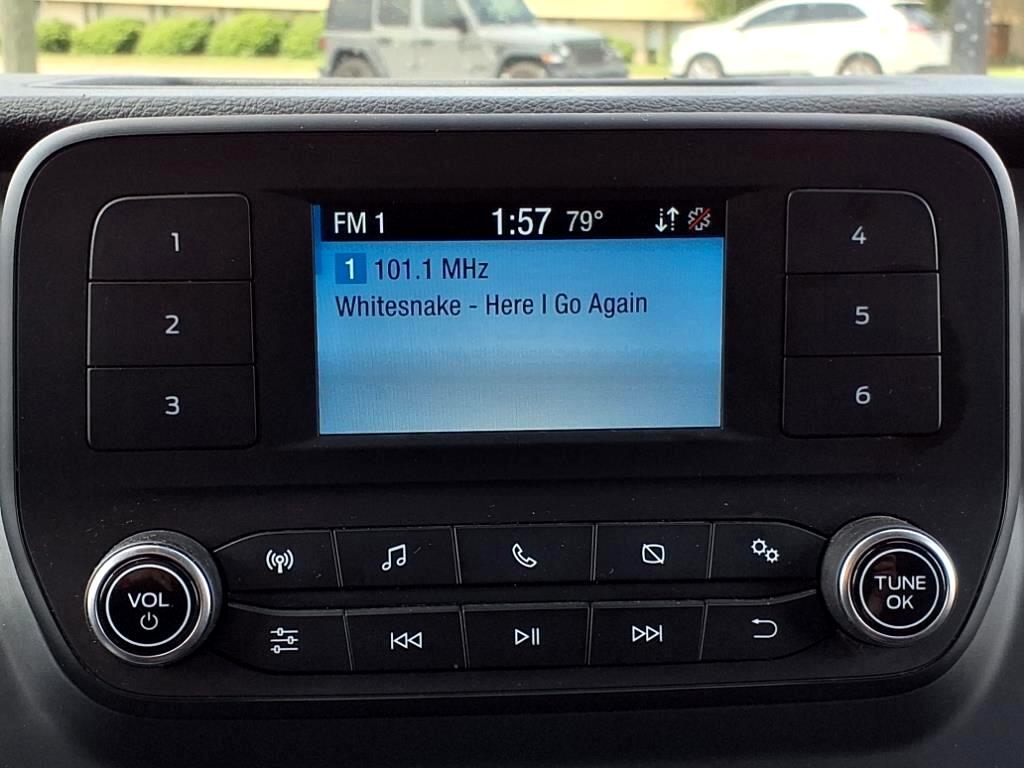 FM 1 1:57 79°
1 101.1 MHz
Whitesnake - Here I Go Again
1
2
3
4
5
6
VOL
TUNE
OK